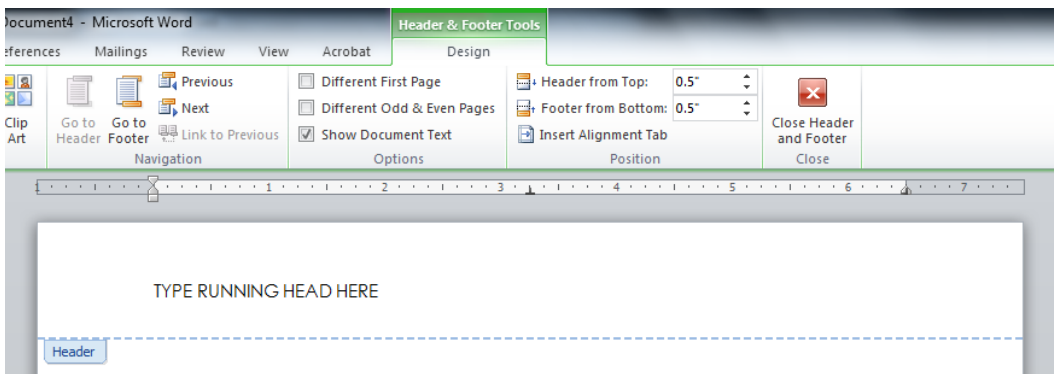 Document4 - Microsoft Word
Header & Footer Tools
eferences Mailings Review View Acrobat Design
Clip Art
Go to Header
Go to Footer
Previous
Next
Link to Previous
Navigation
Different First Page
Different Odd & Even Pages
Show Document Text
Options
Header from Top: 0.5"
Footer from Bottom: 0.5"
Insert Alignment Tab
Position
Close Header and Footer
Close
1 1 2 3 4 5 6 7
TYPE RUNNING HEAD HERE
Header